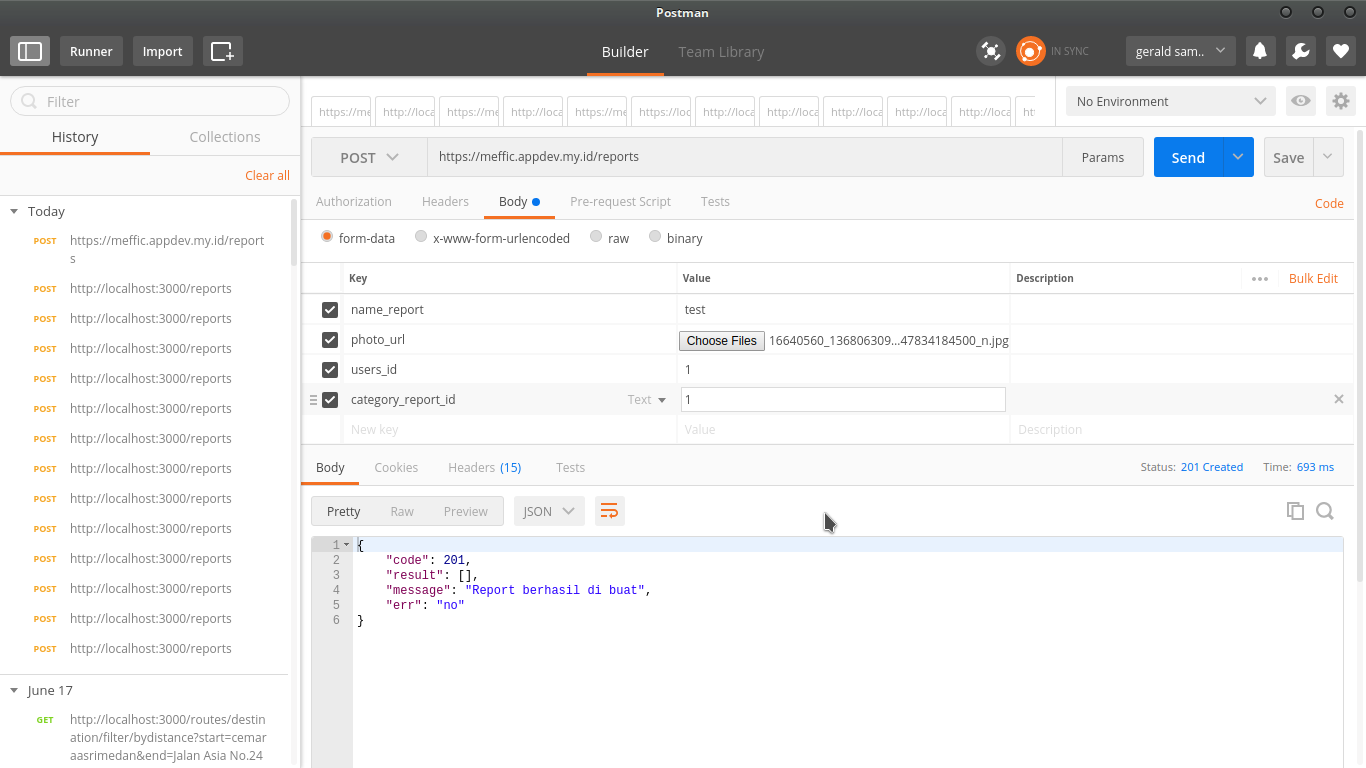 Postman
Runner
Import
Builder
Team Library
IN SYNC
gerald sam..
Filter
History
Collections
Clear all
Today
POST https://meffic.appdev.my.id/report
s
POST http://localhost:3000/reports
POST http://localhost:3000/reports
POST http://localhost:3000/reports
POST http://localhost:3000/reports
POST http://localhost:3000/reports
POST http://localhost:3000/reports
POST http://localhost:3000/reports
POST http://localhost:3000/reports
POST http://localhost:3000/reports
POST http://localhost:3000/reports
POST http://localhost:3000/reports
POST http://localhost:3000/reports
POST http://localhost:3000/reports
June 17
GET http://localhost:3000/routes/destin
ation/filter/bydistance?start=cemar
aasrimedan&end=Jalan Asia No.24
https://me http://loca https://me http://loca https://me https://loc http://loca http://loca http://loca http://loca http://loca
No Environment
POST https://meffic.appdev.my.id/reports Params Send Save
Authorization Headers Body Pre-request Script Tests Code
form-data x-www-form-urlencoded raw binary
Key Value Description ••• Bulk Edit
name_report test
photo_url Choose Files 16640560_136806309...47834184500_n.jpg
users_id 1
category_report_id Text 1
New key Value Description
Body Cookies Headers (15) Tests Status: 201 Created Time: 693 ms
Pretty Raw Preview JSON
1 {
2 "code": 201,
3 "result": [],
4 "message": "Report berhasil di buat",
5 "err": "no"
6 }